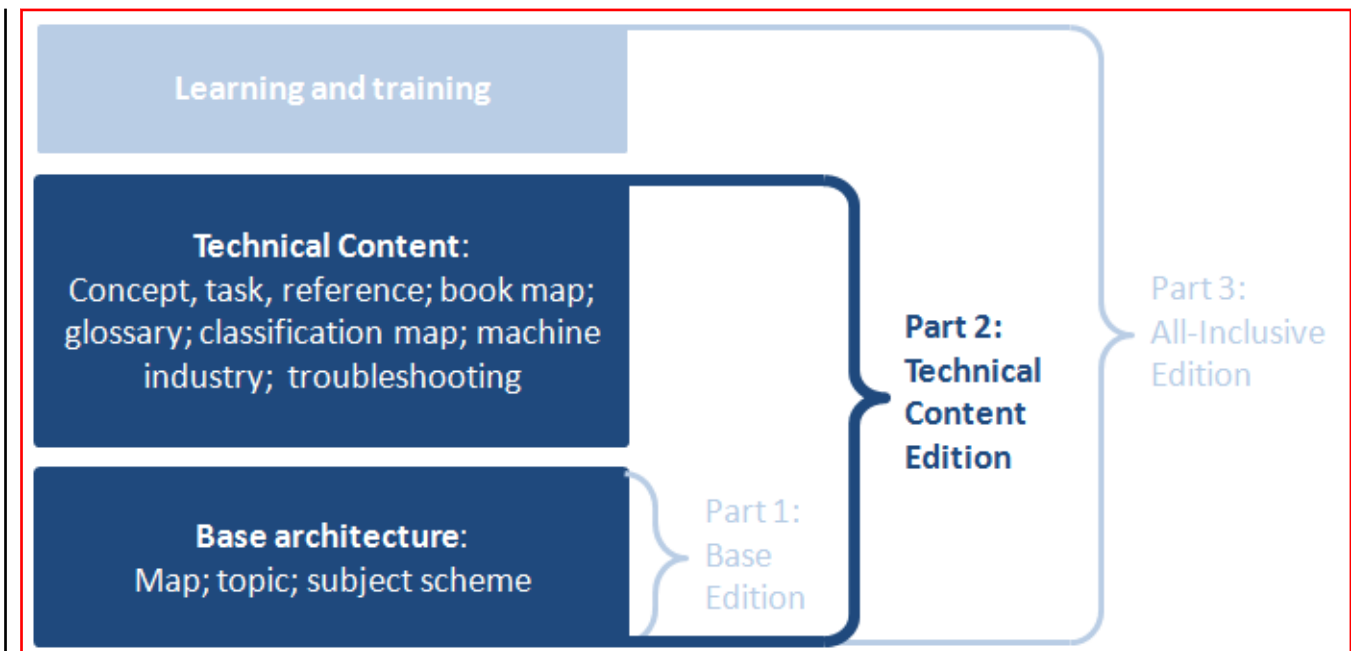 Learning and training
Technical Content:
Concept, task, reference; book map;
glossary; classification map; machine
industry; troubleshooting
Base architecture:
Map; topic; subject scheme
Part 1:
Base
Edition
Part 2:
Technical
Content
Edition
Part 3:
All-Inclusive
Edition